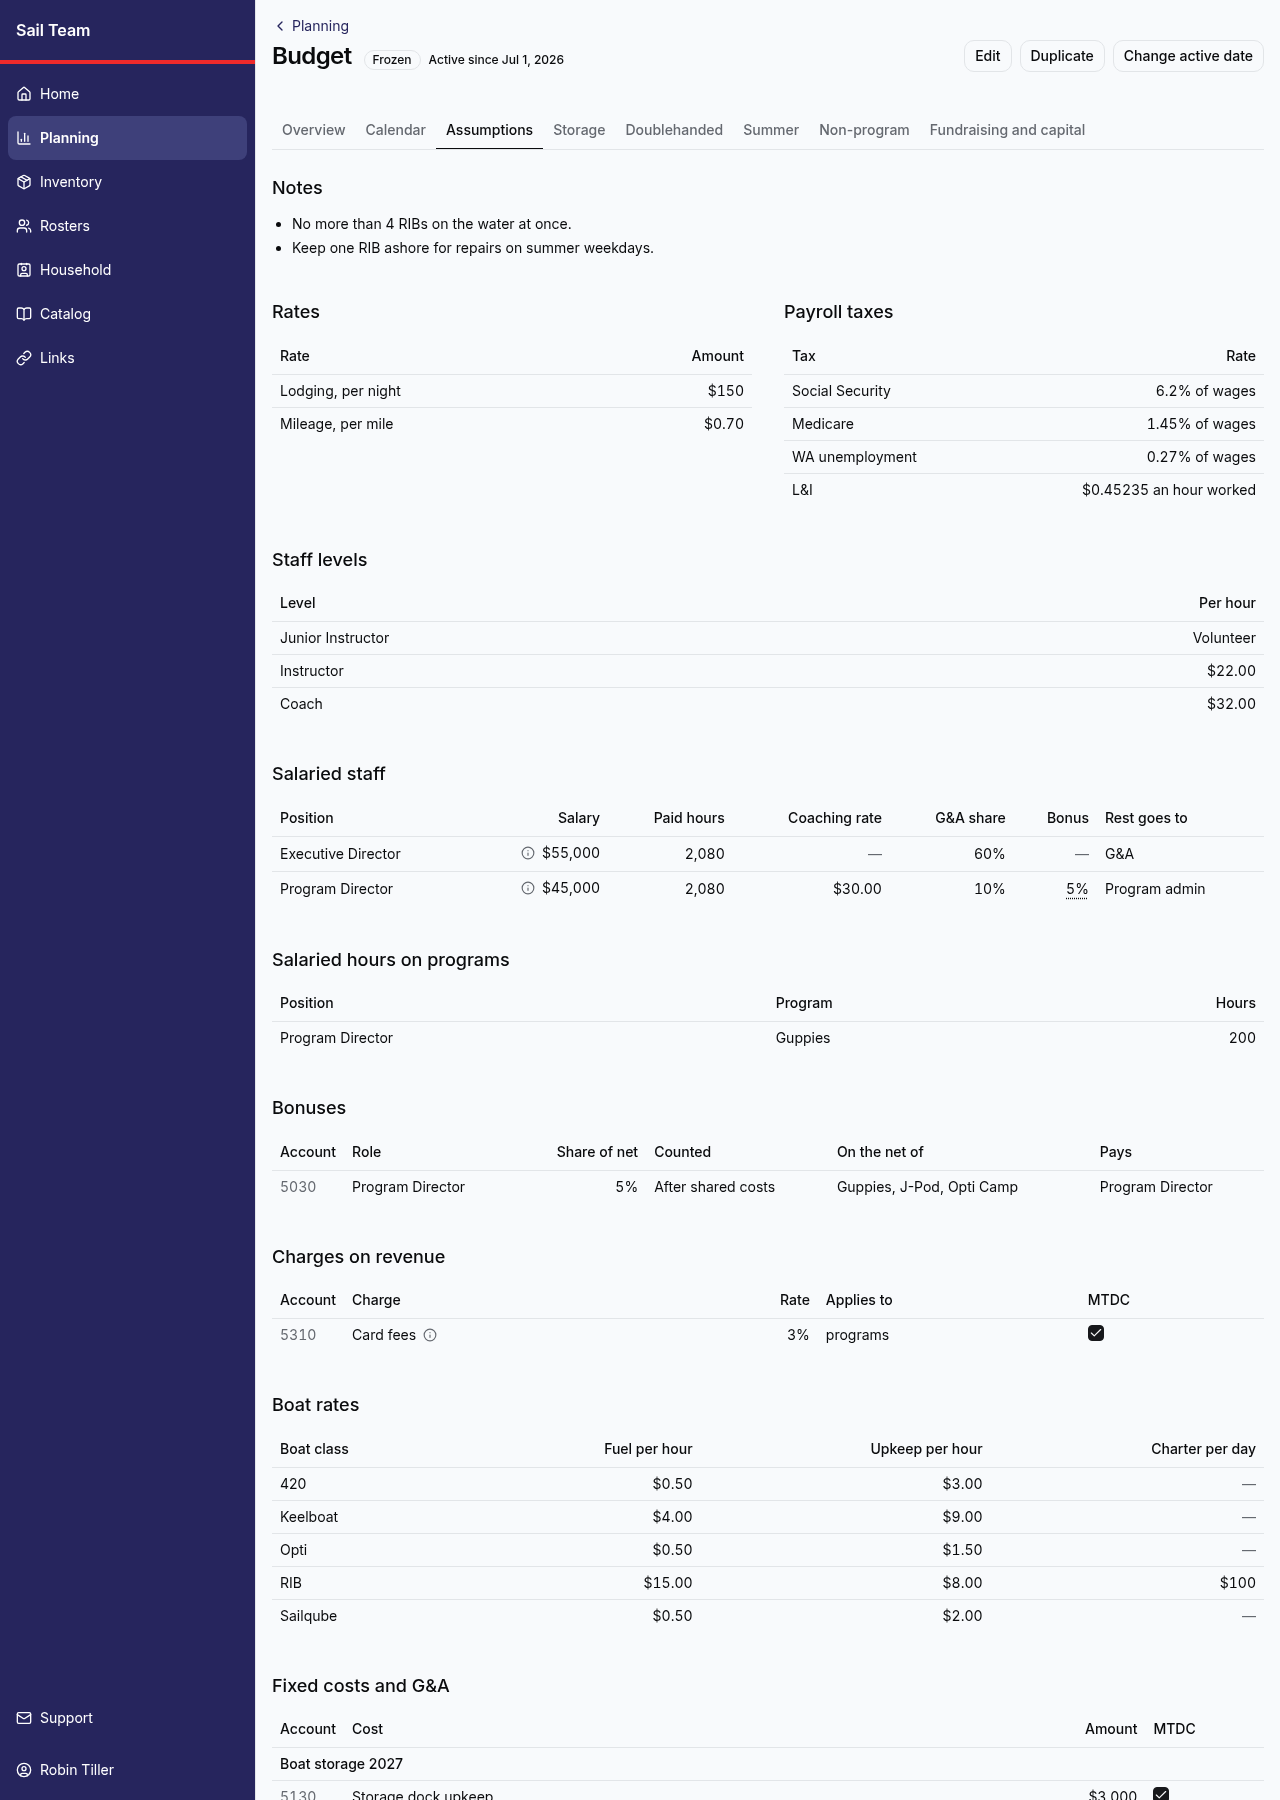 Sail Team
Home
Planning
Inventory
Rosters
Household
Catalog
Links
Support
Robin Tiller
Planning
Budget Frozen Active since Jul 1, 2026
Edit Duplicate Change active date
Overview Calendar Assumptions Storage Doublehanded Summer Non-program Fundraising and capital
Notes
• No more than 4 RIBs on the water at once.
• Keep one RIB ashore for repairs on summer weekdays.
Rates
Rate Amount
Lodging, per night $150
Mileage, per mile $0.70
Payroll taxes
Tax Rate
Social Security 6.2% of wages
Medicare 1.45% of wages
WA unemployment 0.27% of wages
L&I $0.45235 an hour worked
Staff levels
Level Per hour
Junior Instructor Volunteer
Instructor $22.00
Coach $32.00
Salaried staff
Position Salary Paid hours Coaching rate G&A share Bonus Rest goes to
Executive Director $55,000 2,080 — 60% — G&A
Program Director $45,000 2,080 $30.00 10% 5% Program admin
Salaried hours on programs
Position Program Hours
Program Director Guppies 200
Bonuses
Account Role Share of net Counted On the net of Pays
5030 Program Director 5% After shared costs Guppies, J-Pod, Opti Camp Program Director
Charges on revenue
Account Charge Rate Applies to MTDC
5310 Card fees 3% programs
Boat rates
Boat class Fuel per hour Upkeep per hour Charter per day
420 $0.50 $3.00 —
Keelboat $4.00 $9.00 —
Opti $0.50 $1.50 —
RIB $15.00 $8.00 $100
Sailqube $0.50 $2.00 —
Fixed costs and G&A
Account Cost Amount MTDC
Boat storage 2027
5130 Storage dock upkeep $3,000